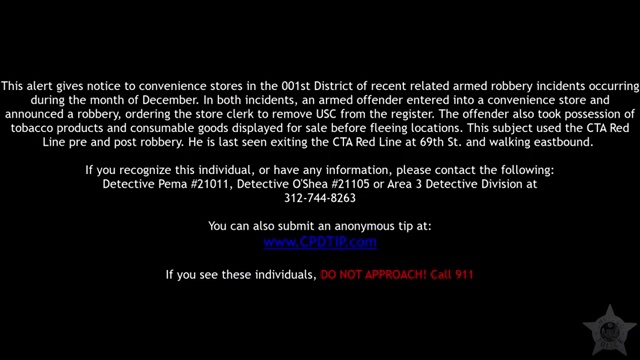 This alert gives notice to convenience stores in the 001st District of recent related armed robbery incidents occurring
during the month of December. In both incidents, an armed offender entered into a convenience store and
announced a robbery, ordering the store clerk to remove USC from the register. The offender also took possession of
tobacco products and consumable goods displayed for sale before fleeing locations. This subject used the CTA Red
Line pre and post robbery. He is last seen exiting the CTA Red Line at 69th St. and walking eastbound.
If you recognize this individual, or have any information, please contact the following:
Detective Pema #21011, Detective O'Shea #21105 or Area 3 Detective Division at
312-744-8263
You can also submit an anonymous tip at:
www.CPDTIP.com
If you see these individuals, DO NOT APPROACH! Call 911